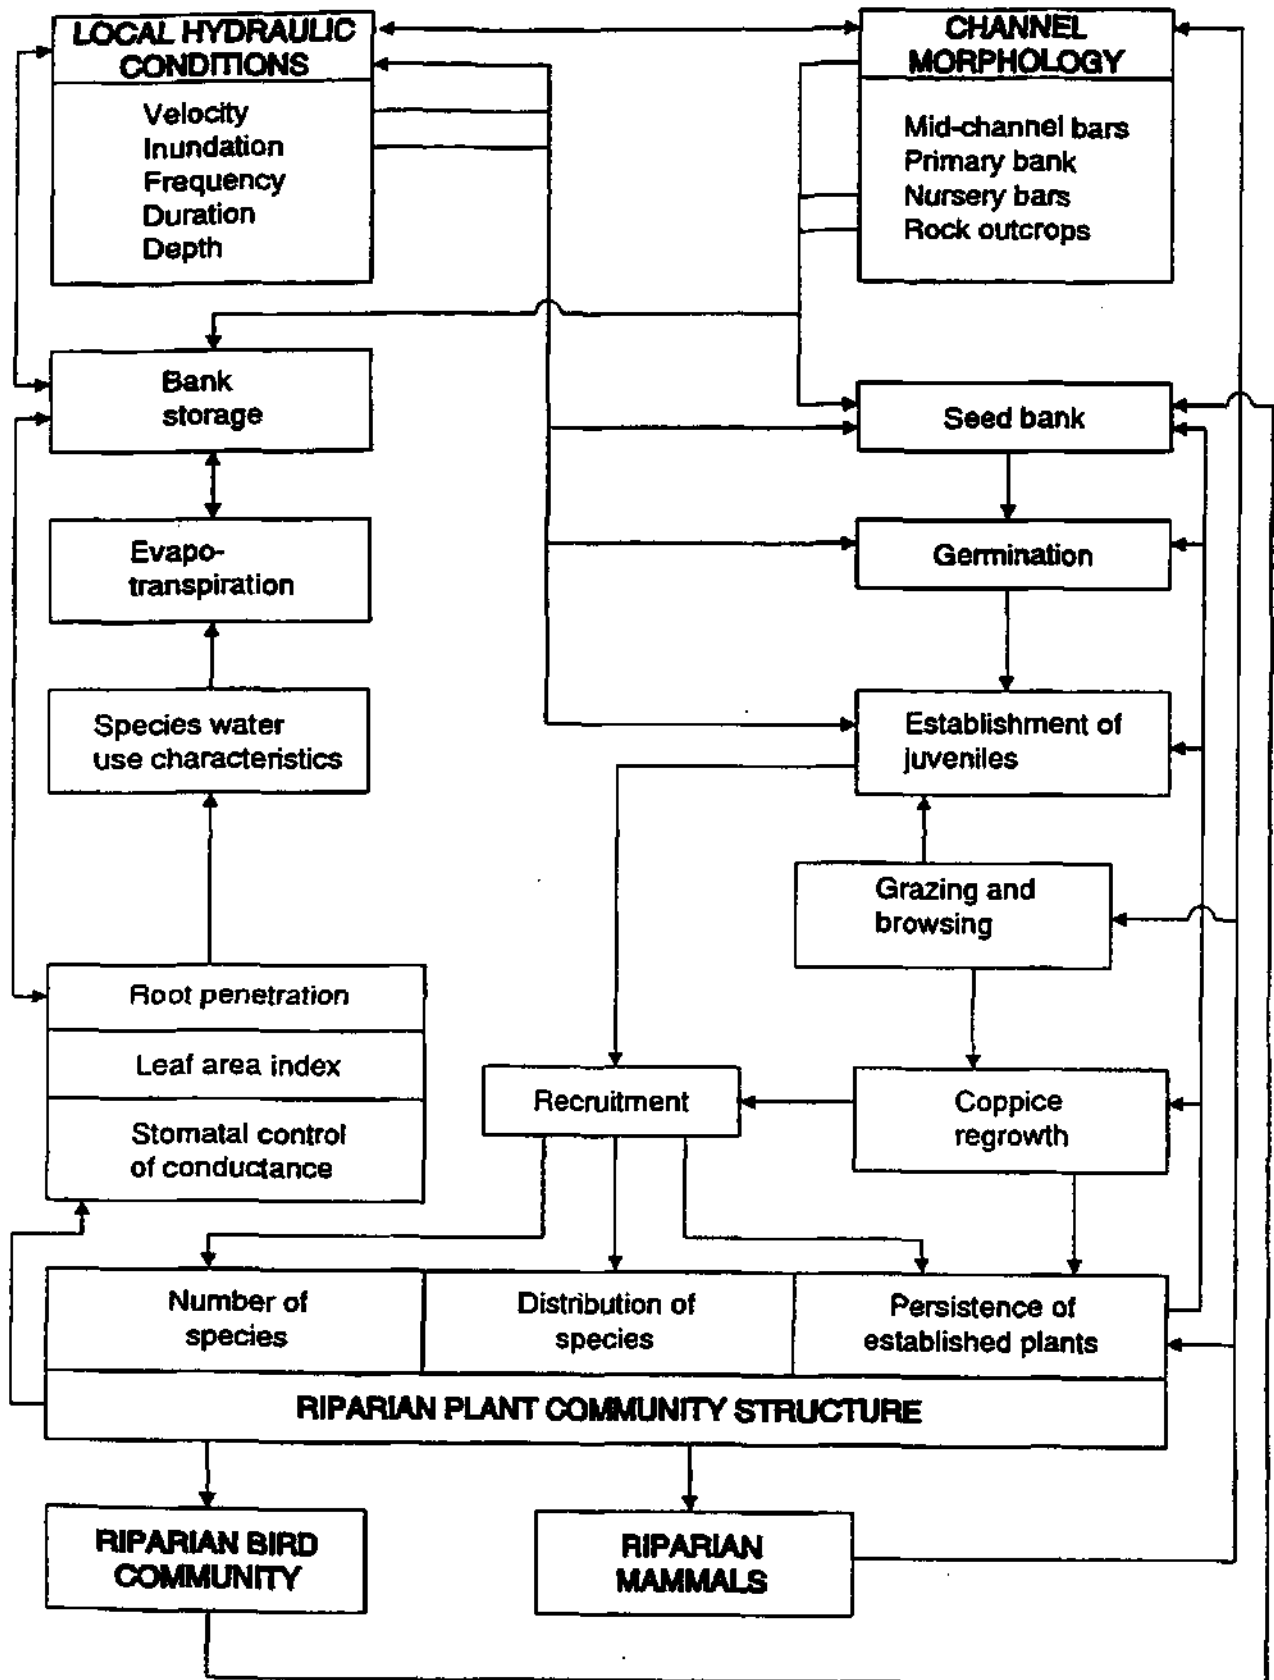 LOCAL HYDRAULIC
CONDITIONS
Velocity
Inundation
Frequency
Duration
Depth
CHANNEL
MORPHOLOGY
Mid-channel bars
Primary bank
Nursery bars
Rock outcrops
Bank
storage
Seed bank
Evapo-
transpiration
Germination
Species water
use characteristics
Establishment of
juveniles
Grazing and
browsing
Root penetration
Leaf area index
Stomatal control
of conductance
Recruitment
Coppice
regrowth
Number of
species
Distribution of
species
Persistence of
established plants
RIPARIAN PLANT COMMUNITY STRUCTURE
RIPARIAN BIRD
COMMUNITY
RIPARIAN
MAMMALS